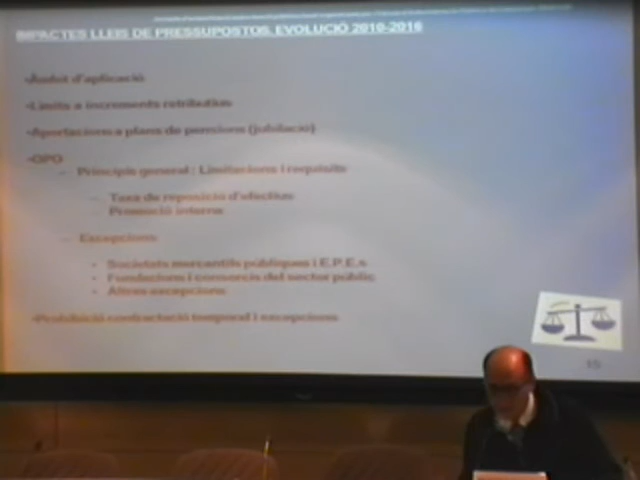 IMPACTES LLEIS DE PRESSUPOSTOS. EVOLUCIÓ 2010-2016
•Àmbit d'aplicació
•Límits a increments retributius
•Aportacions a plans de pensions (jubilació)
•OPO
– Principis general : Limitacions i requisits
– Taxa de reposició d'efectius
– Promoció interna
– Excepcions
- Societats mercantils públiques i E.P.E.s
- Fundacions i consorcis del sector públic
- Altres excepcions
•Prohibició contractació temporal i excepcions
15